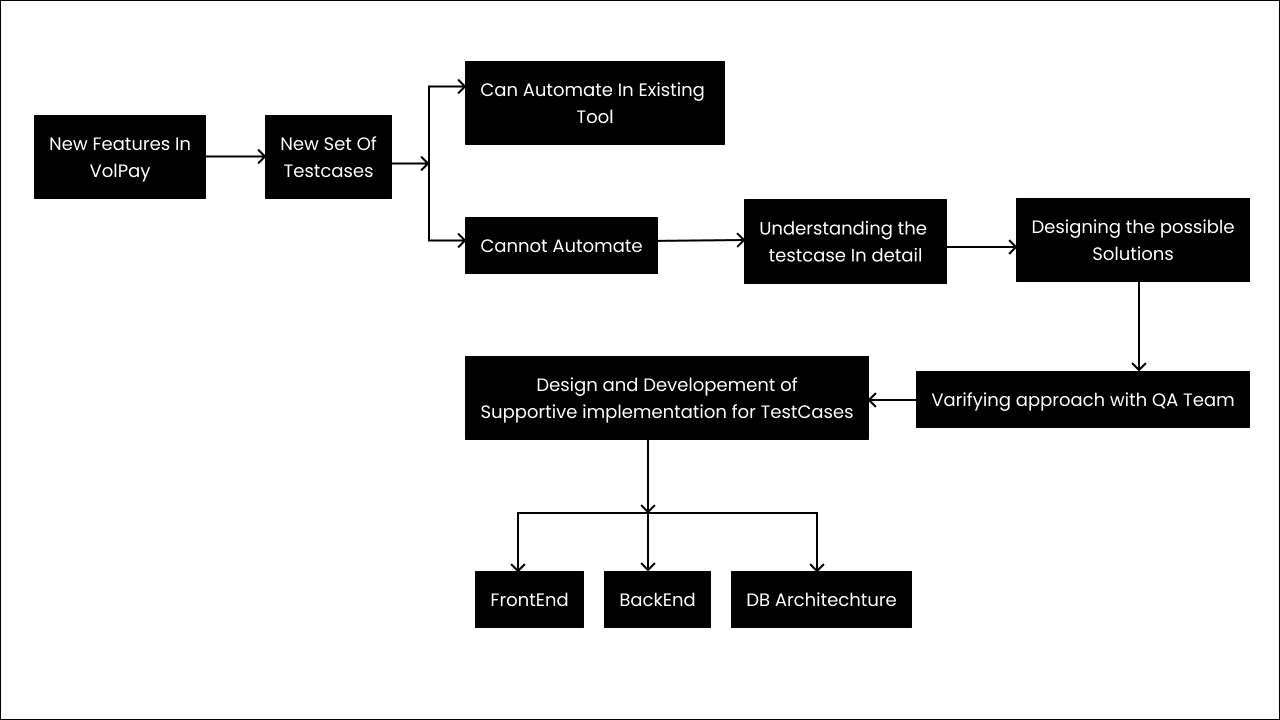 New Features In
VolPay
New Set Of
Testcases
Can Automate In Existing
Tool
Cannot Automate
Understanding the
testcase In detail
Designing the possible
Solutions
Varifying approach with QA Team
Design and Developement of
Supportive implementation for TestCases
FrontEnd
BackEnd
DB Architechture